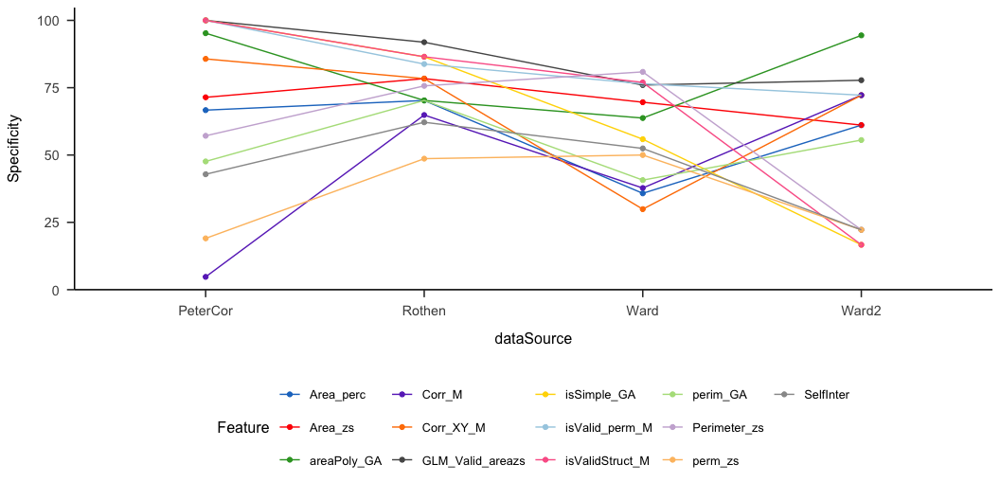 100
75
50
25
0
Specificity
PeterCor Rothen Ward Ward2
dataSource
Area_perc Corr_M isSimple_GA perim_GA SelfInter
Feature Area_zs Corr_XY_M isValid_perm_M Perimeter_zs
areaPoly_GA GLM_Valid_areazs isValidStruct_M perm_zs